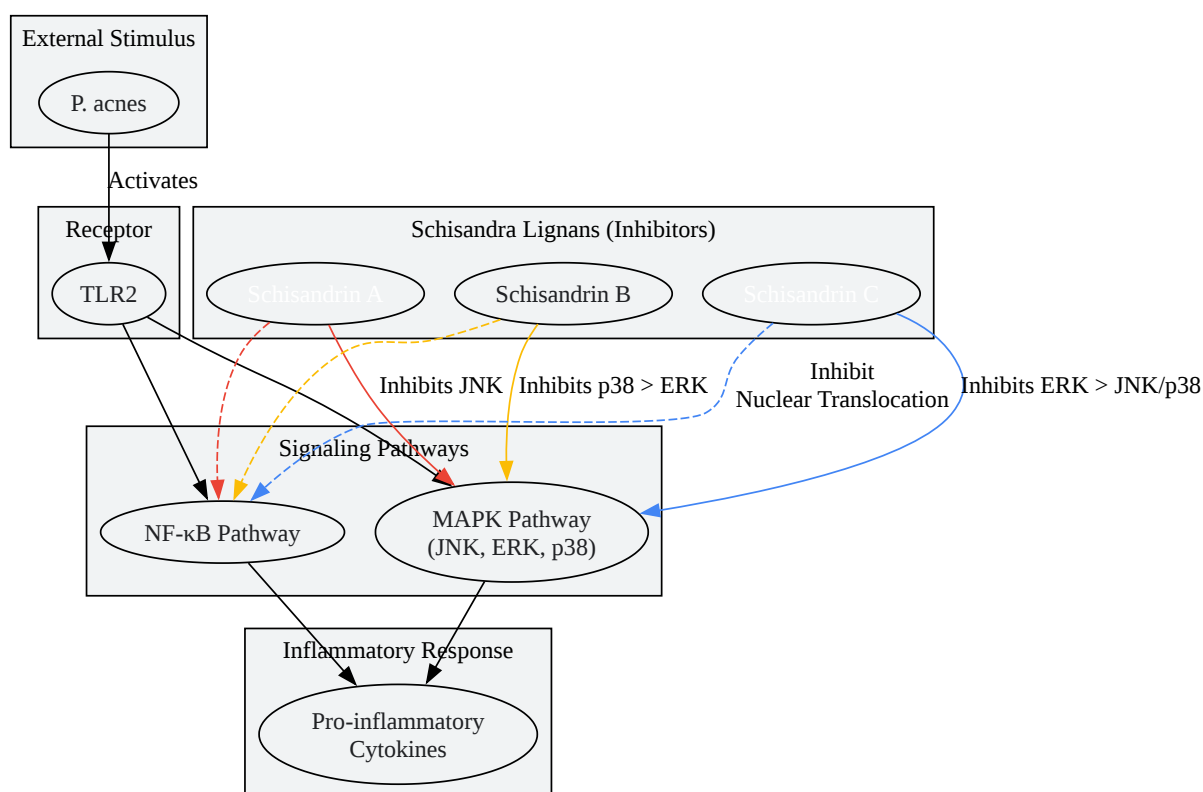 External Stimulus
P. acnes
Activates
Receptor
TLR2
Schisandra Lignans (Inhibitors)
Schisandrin A
Schisandrin B
Schisandrin C
Inhibits JNK
Inhibits p38 > ERK
Inhibit
Nuclear Translocation
Inhibits ERK > JNK/p38
Signaling Pathways
NF-κB Pathway
MAPK Pathway
(JNK, ERK, p38)
Inflammatory Response
Pro-inflammatory
Cytokines